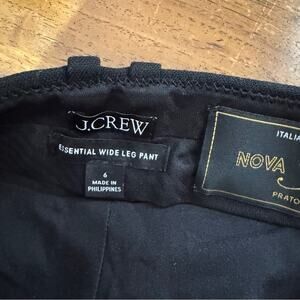 J.CREW
ESSENTIAL WIDE LEG PANT
6
MADE IN
PHILIPPINES
ITALIA
NOVA
PRATO